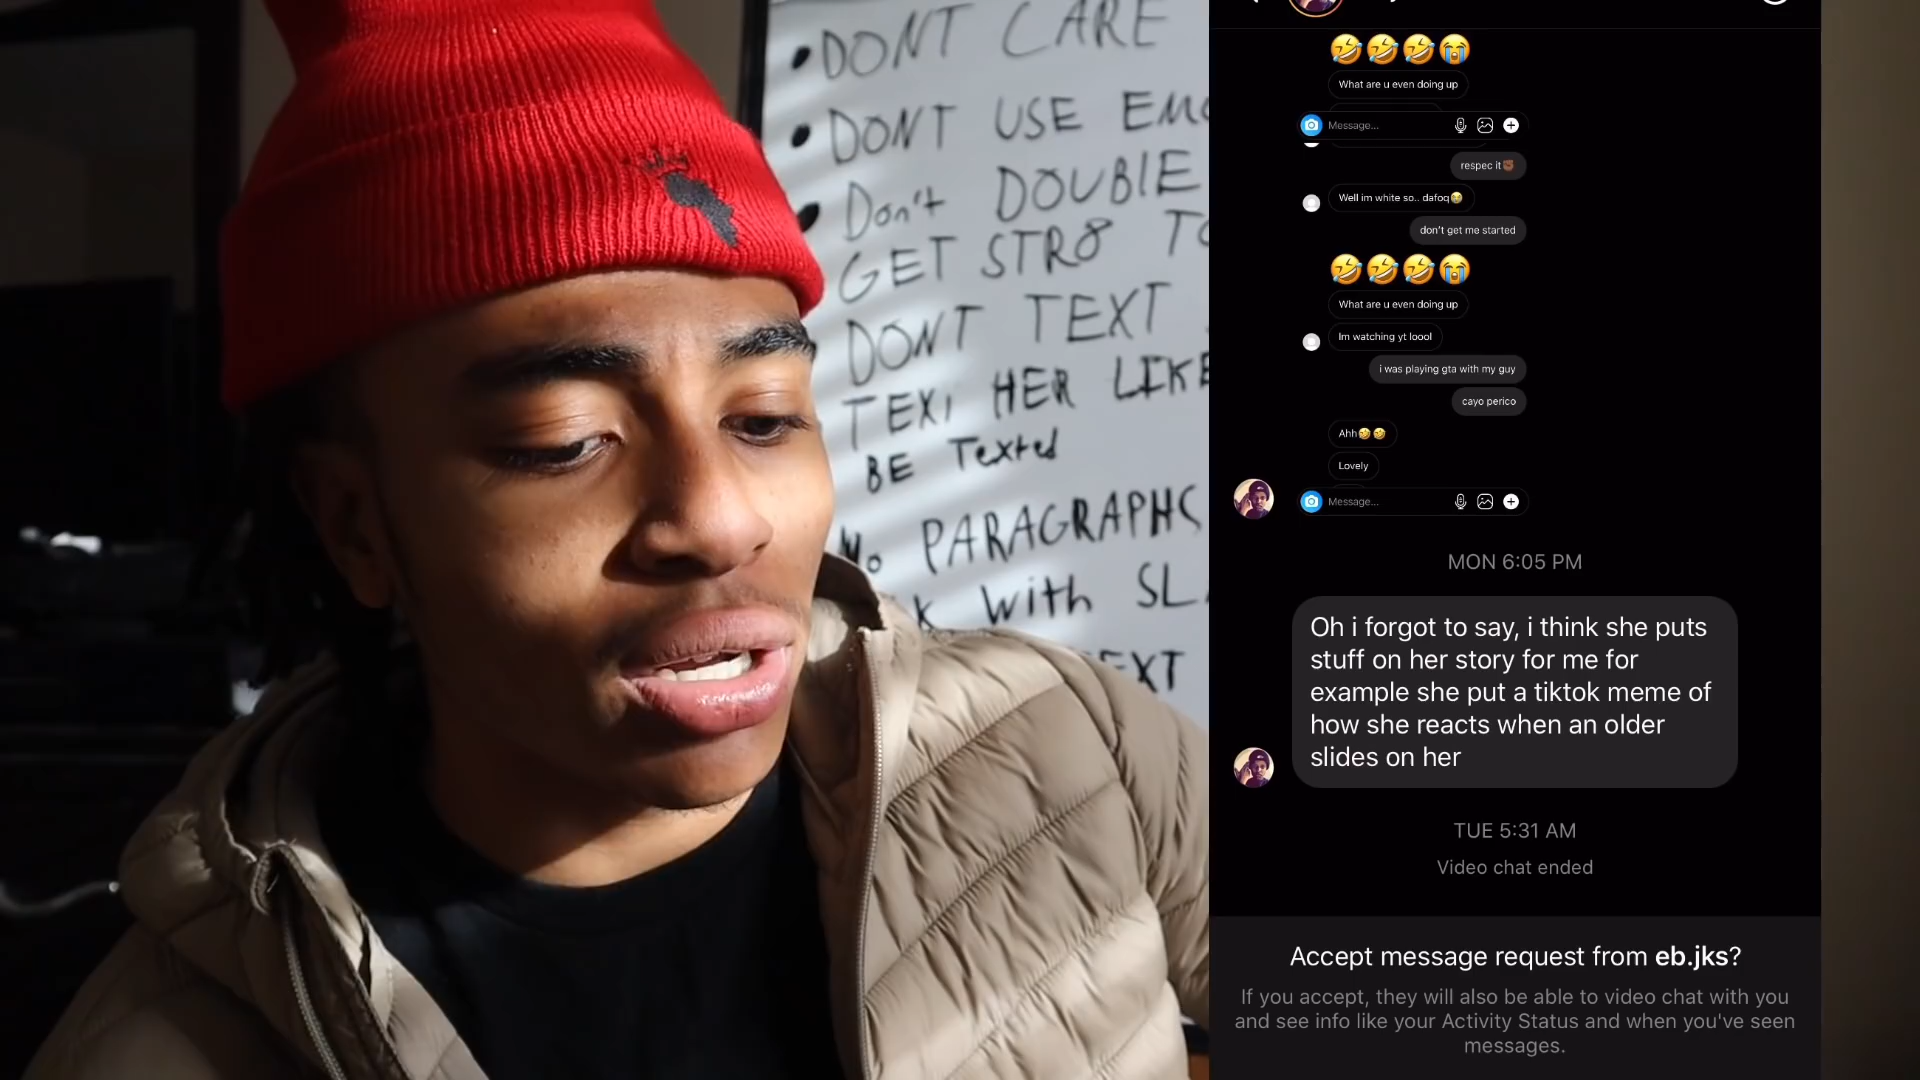 • DONT CARE
• DONT USE
• Don't DOUBLE
GET STR8
DONT TEXT
TEXT HER LIKE
BE Texted
No PARAGRAPHS
With
What are u even doing up
Message...
respec it✊🏾
Well im white so.. dafoq😭
don't get me started
🤣🤣🤣😭
What are u even doing up
Im watching yt loool
i was playing gta with my guy
cayo perico
Ahh🤣🤣
Lovely
Message...
MON 6:05 PM
Oh i forgot to say, i think she puts
stuff on her story for me for
example she put a tiktok meme of
how she reacts when an older
slides on her
TUE 5:31 AM
Video chat ended
Accept message request from eb.jks?
If you accept, they will also be able to video chat with you
and see info like your Activity Status and when you've seen
messages.